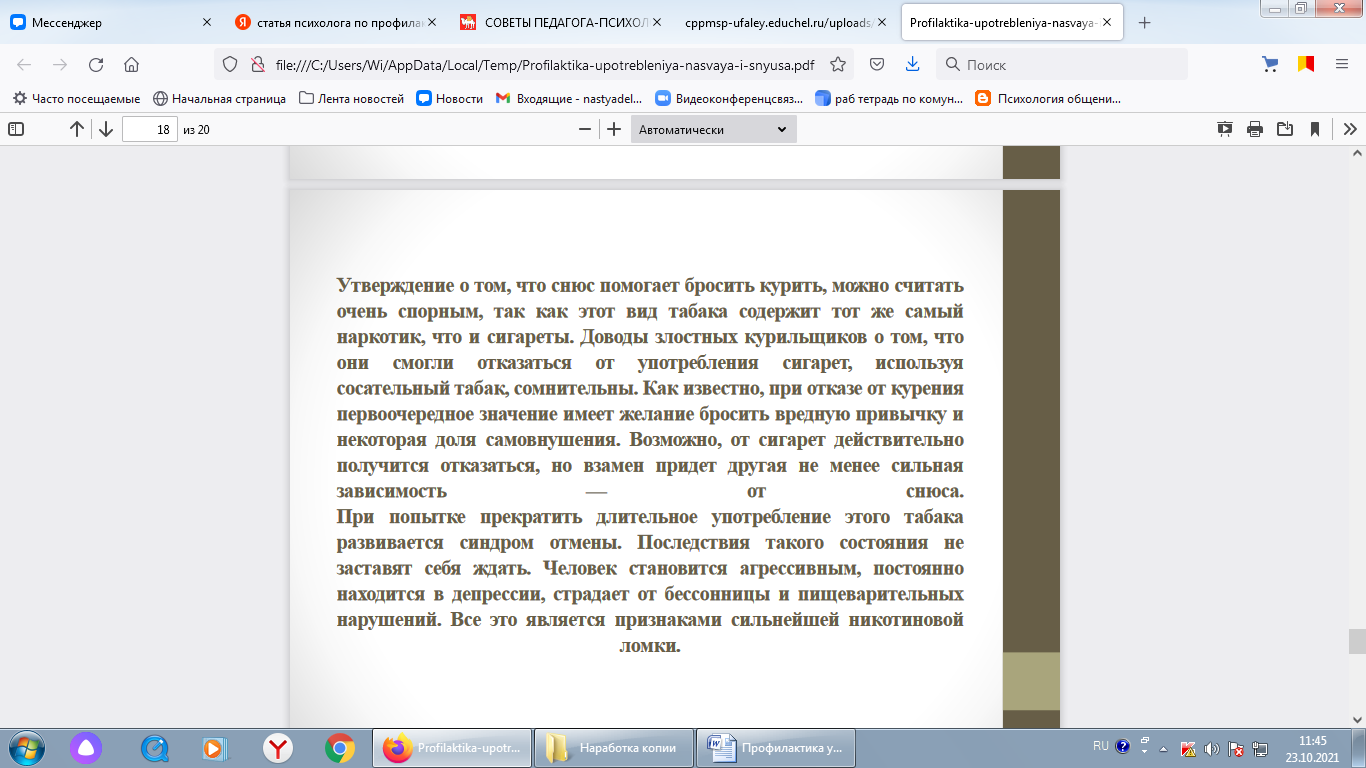 Мессенджер
статья психолога по профилак
СОВЕТЫ ПЕДАГОГА-ПСИХОЛ
cppmsp-ufaley.educhel.ru/uploads/
Profilaktika-upotrebleniya-nasvaya-
file:///C:/Users/Wi/AppData/Local/Temp/Profilaktika-upotrebleniya-nasvaya-i-snyusa.pdf
Поиск
Часто посещаемые
Начальная страница
Лента новостей
Новости
Входящие - nastyadel...
Видеоконференцсвяз...
раб тетрадь по комун...
Психология общени...
18
из 20
Автоматически
Утверждение о том, что снюс помогает бросить курить, можно считать
очень спорным, так как этот вид табака содержит тот же самый
наркотик, что и сигареты. Доводы злостных курильщиков о том, что
они смогли отказаться от употребления сигарет, используя
сосательный табак, сомнительны. Как известно, при отказе от курения
первоочередное значение имеет желание бросить вредную привычку и
некоторая доля самовнушения. Возможно, от сигарет действительно
получится отказаться, но взамен придет другая не менее сильная
зависимость — от снюса.
При попытке прекратить длительное употребление этого табака
развивается синдром отмены. Последствия такого состояния не
заставят себя ждать. Человек становится агрессивным, постоянно
находится в депрессии, страдает от бессонницы и пищеварительных
нарушений. Все это является признаками сильнейшей никотиновой
ломки.
Profilaktika-upotr...
Наработка копии
Профилактика у...
RU
11:45
23.10.2021